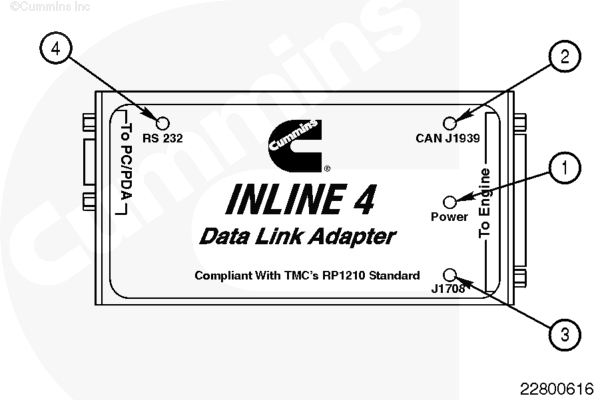 ©Cummins Inc
4
2
RS 232
CAN J1939
To PC/PDA
Cummins
®
1
INLINE 4
Power
To Engine
Data Link Adapter
Compliant With TMC's RP1210 Standard
J1708
3
22800616
Cummins